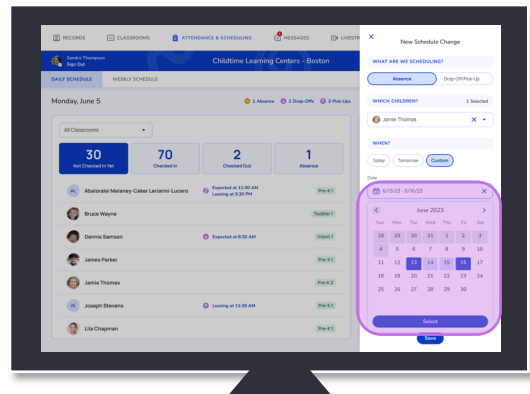 RECORDS
CLASSROOMS
ATTENDANCE & SCHEDULING
MESSAGES
LIVESTR
Sandra Thompson
Sign Out
Childtime Learning Centers - Boston
DAILY SCHEDULE
WEEKLY SCHEDULE
Monday, June 5
1 Absence
2 Drop-Offs
2 Pick-Ups
All Classrooms
30
Not Checked In Yet
70
Checked In
2
Checked Out
1
Absence
AL
Abaloralei Melaney-Caker Lerianni-Lucero
Expected at 11:30 AM
Leaving at 5:30 PM
Pre-K 1
Bruce Wayne
Toddler 1
Dennis Samson
Expected at 8:30 AM
Infant 1
James Parker
Pre-K 1
Jamie Thomas
Pre-K 2
JS
Joseph Stevens
Leaving at 11:30 AM
Pre-K 1
Lila Chapman
Pre-K 1
New Schedule Change
WHAT ARE WE SCHEDULING?
Absence
Drop-Off/Pick-Up
WHICH CHILDREN?
1 Selected
Jamie Thomas
WHEN?
Today
Tomorrow
Custom
Date
6/13/23 - 6/16/23
June 2023
Sun Mon Tue Wed Thu Fri Sat
28 29 30 31 1 2 3
4 5 6 7 8 9 10
11 12 13 14 15 16 17
18 19 20 21 22 23 24
25 26 27 28 29 30
Select
Save